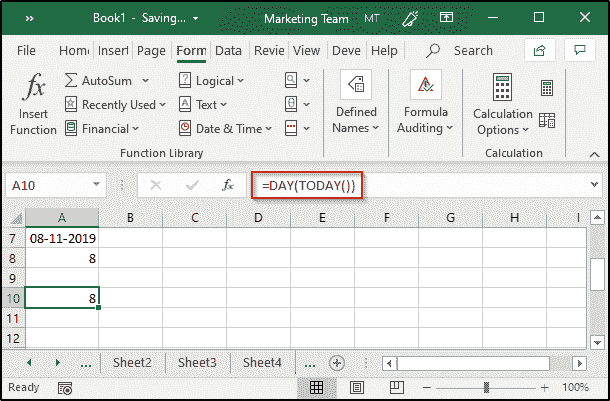 Book1 - Saving... Marketing Team MT
Home Insert Page Form Data Revie View Deve Help Search
fx Insert Function
AutoSum
Recently Used
Financial
Logical
Text
Date & Time
Defined Names
Formula Auditing
Calculation Options
Function Library
Calculation
A10 fx =DAY(TODAY())
A B C D E F G H I
7 08-11-2019
8 8
9
10 8
11
12
... Sheet2 Sheet3 Sheet4 ...
Ready 100%